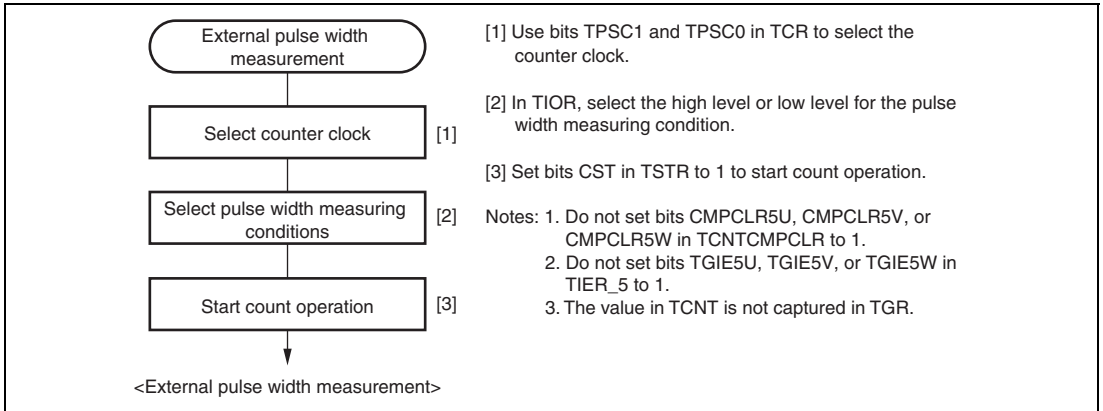 External pulse width
measurement
Select counter clock
[1]
Select pulse width measuring
conditions
[2]
Start count operation
[3]
<External pulse width measurement>
[1] Use bits TPSC1 and TPSC0 in TCR to select the
counter clock.
[2] In TIOR, select the high level or low level for the pulse
width measuring condition.
[3] Set bits CST in TSTR to 1 to start count operation.
Notes: 1. Do not set bits CMPCLR5U, CMPCLR5V, or
CMPCLR5W in TCNTCMPCLR to 1.
2. Do not set bits TGIE5U, TGIE5V, or TGIE5W in
TIER_5 to 1.
3. The value in TCNT is not captured in TGR.